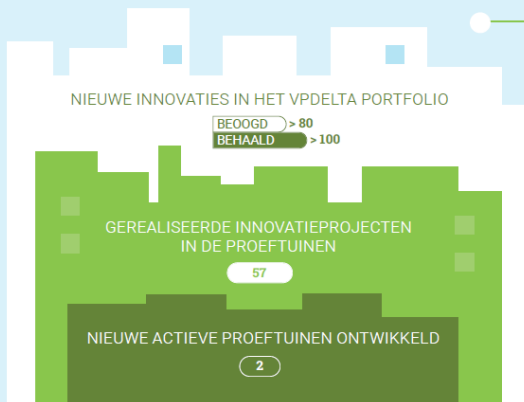 NIEUWE INNOVATIES IN HET VPDELTA PORTFOLIO
BEOOGD > 80
BEHAALD > 100
GEREALISEERDE INNOVATIEPROJECTEN
IN DE PROEFTUINEN
57
NIEUWE ACTIEVE PROEFTUINEN ONTWIKKELD
2